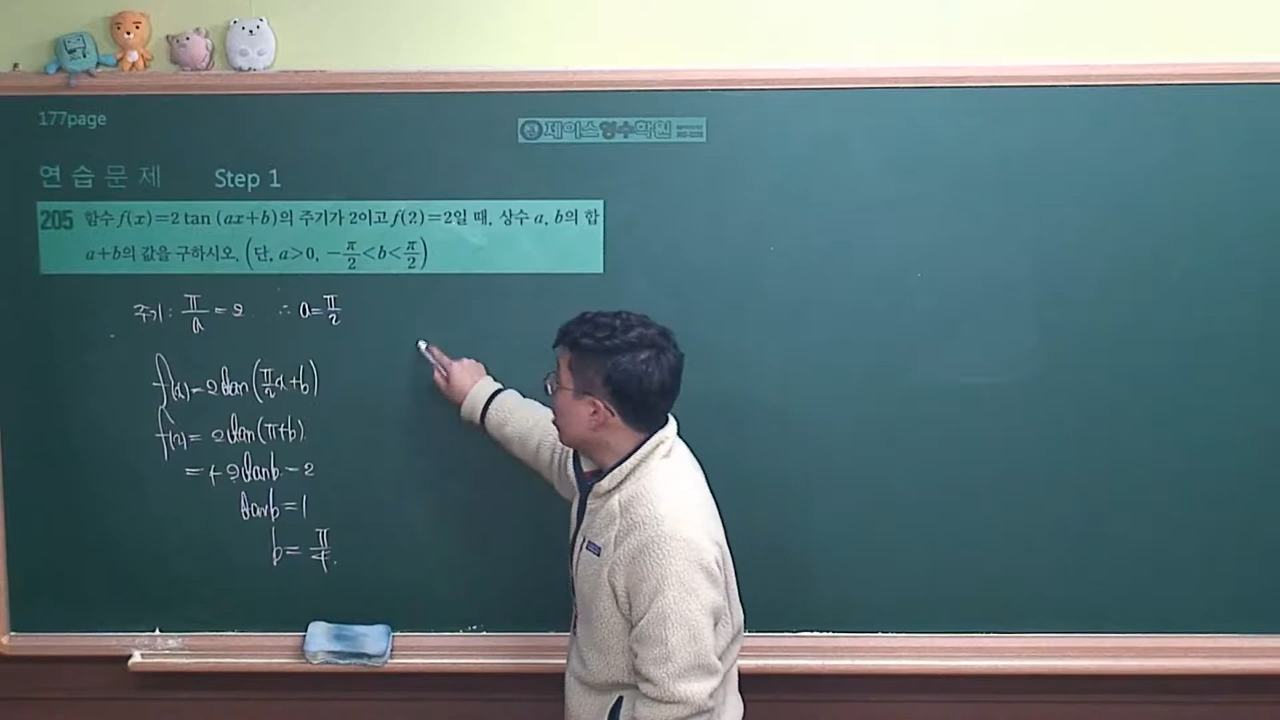 177page
제이스영수학원
연습문제 Step 1
205 함수 f(x)=2 tan (ax+b)의 주기가 2이고 f(2)=2일 때, 상수 a, b의 합
a+b의 값을 구하시오. (단, a>0, -π/2<b<π/2)
주기: π/a = 2 ∴ a=π/2
f(x)= 2tan(π/2 x+b)
f(2)= 2tan(π+b)
= + 2tanb = 2
tanb = 1
b = π/4.